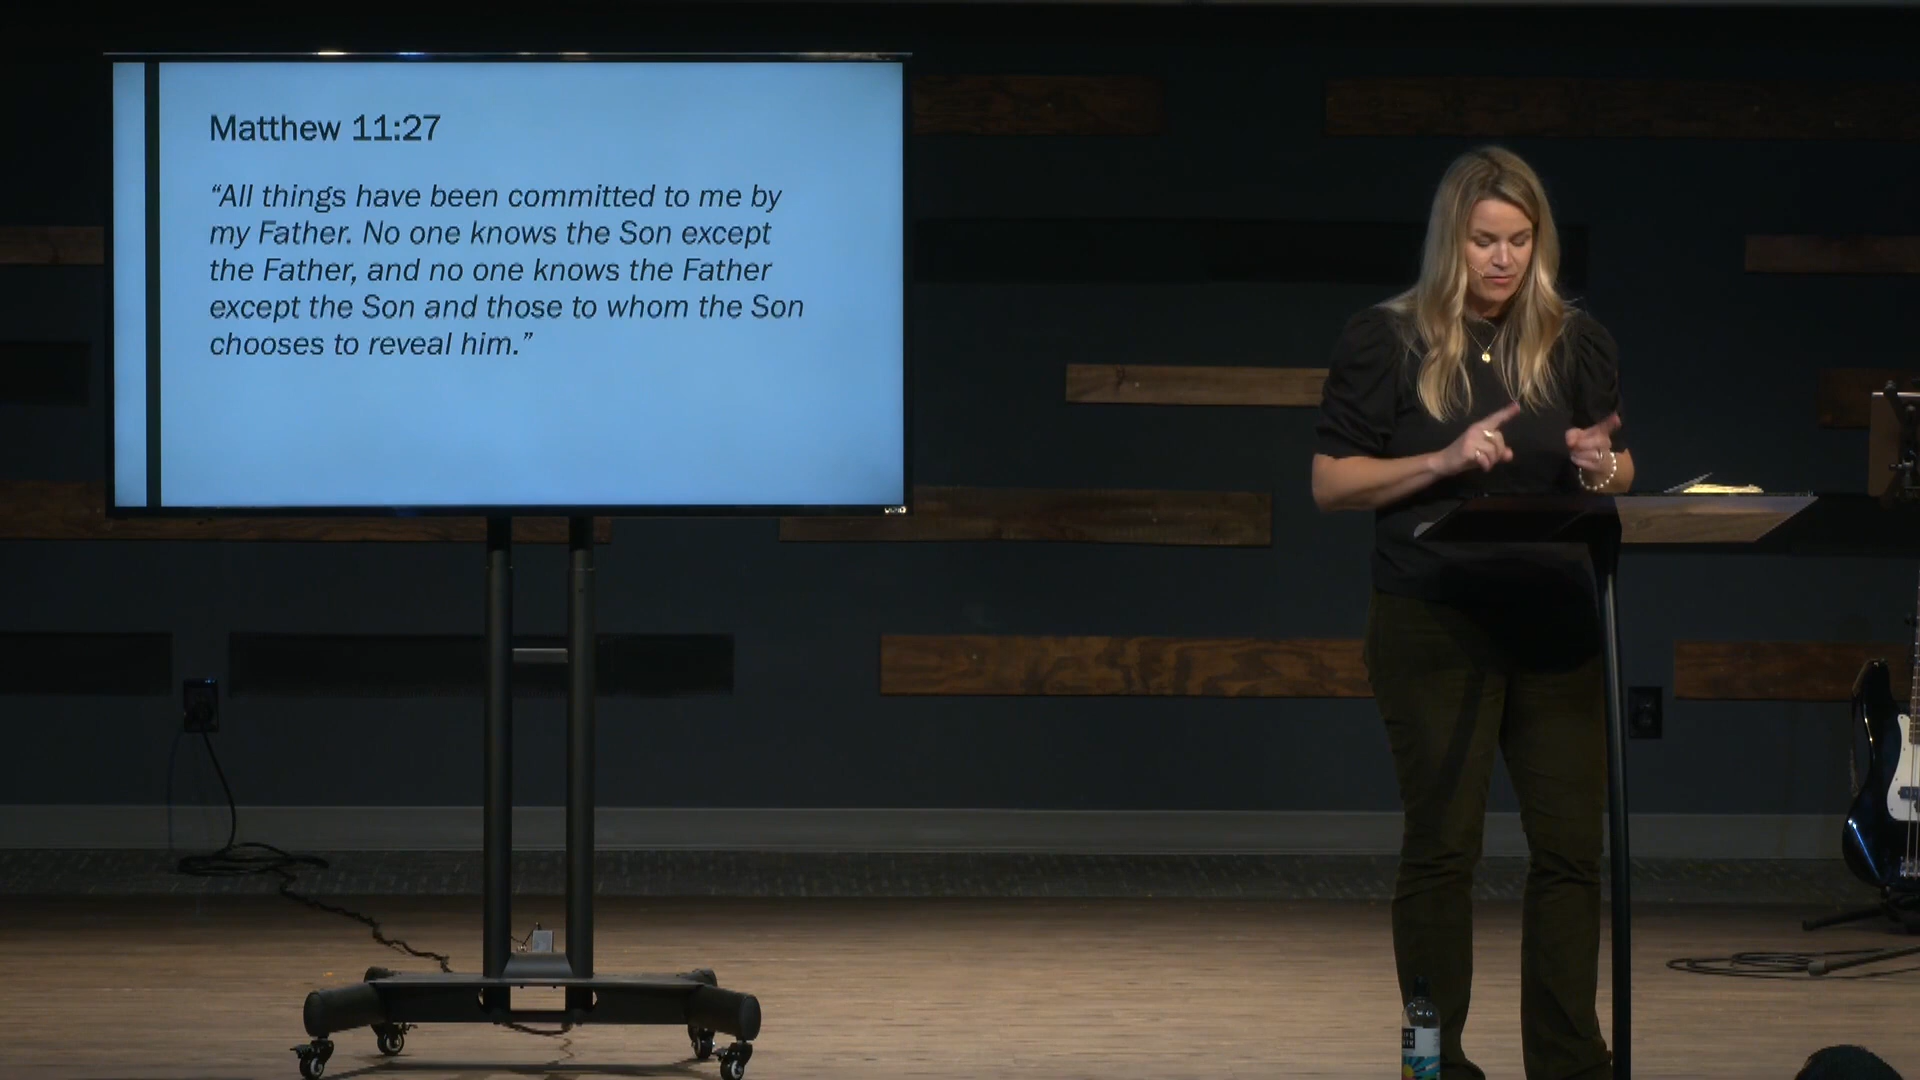 Matthew 11:27
“All things have been committed to me by
my Father. No one knows the Son except
the Father, and no one knows the Father
except the Son and those to whom the Son
chooses to reveal him.”
VIZIO